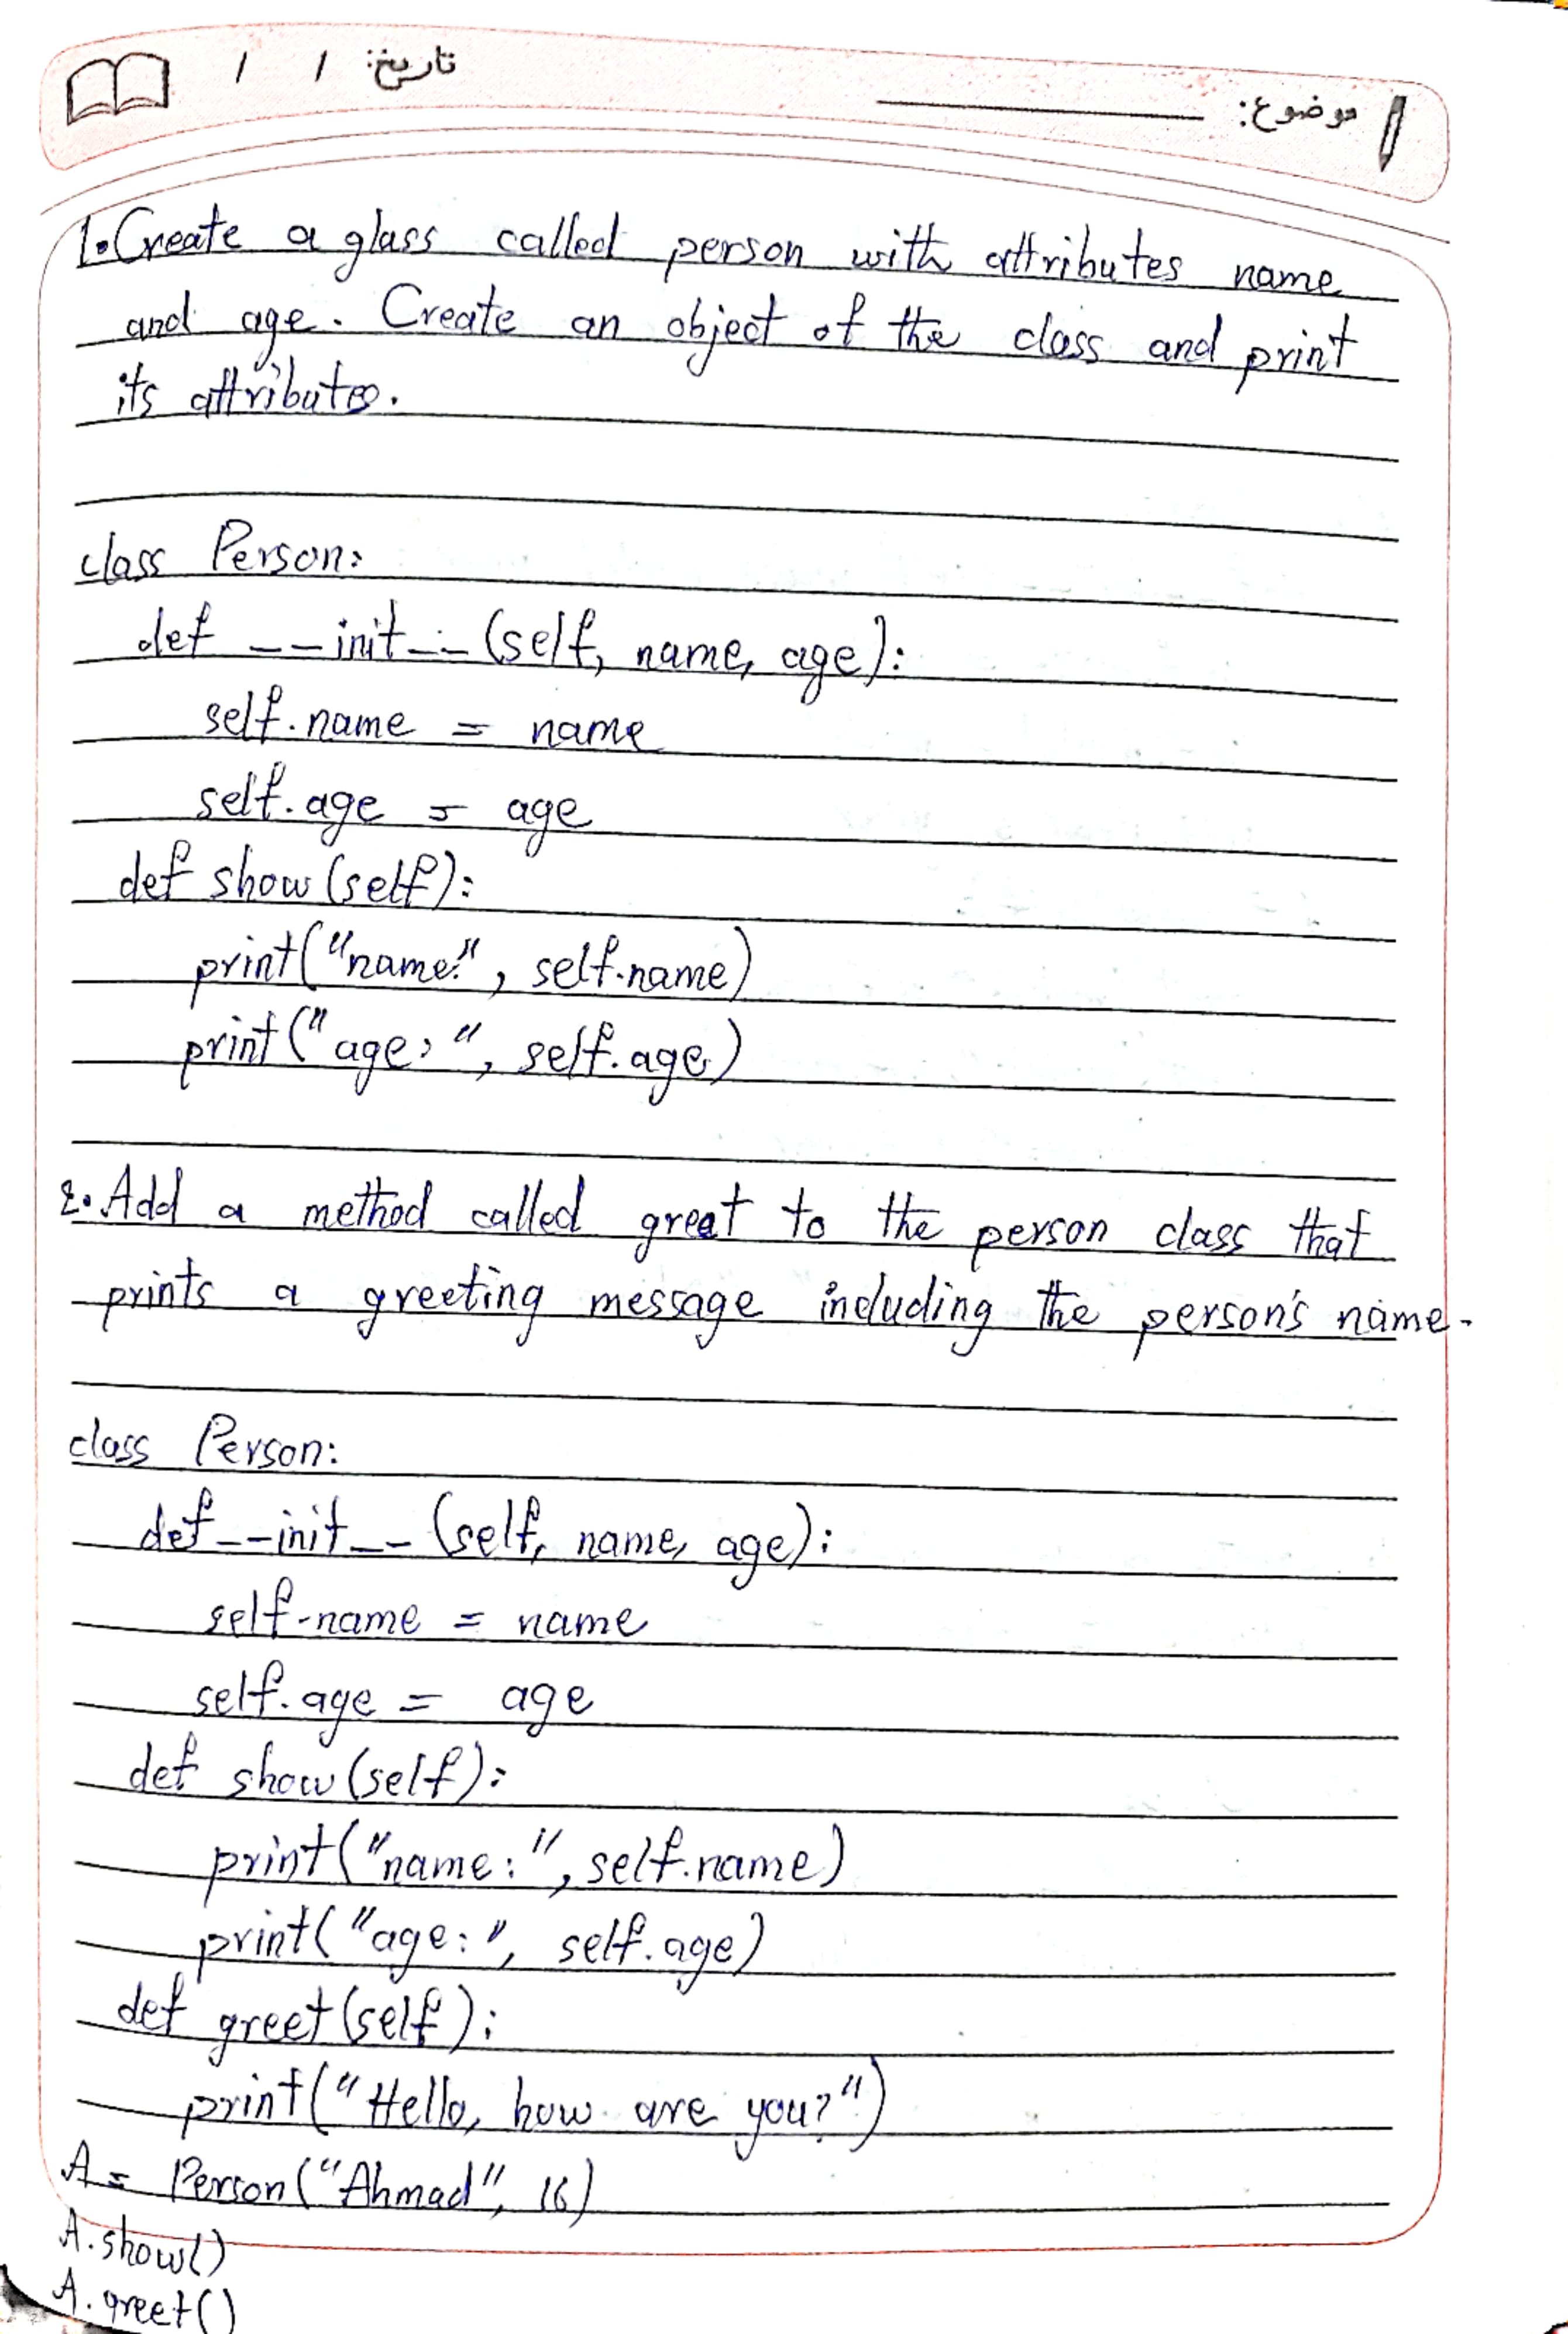 تاریخ: / /
موضوع:
1. Create a glass called person with attributes name
and age. Create an object of the class and print
its attributes.
class Person:
def __init__(self, name, age):
self.name = name
self.age = age
def show(self):
print("name:", self.name)
print("age:", self.age)
2. Add a method called great to the person class that
prints a greeting message including the person's name.
class Person:
def __init__(self, name, age):
self.name = name
self.age = age
def show(self):
print("name:", self.name)
print("age:", self.age)
def greet(self):
print("Hello, how are you?")
A = Person("Ahmad", 16)
A.show()
A.greet()